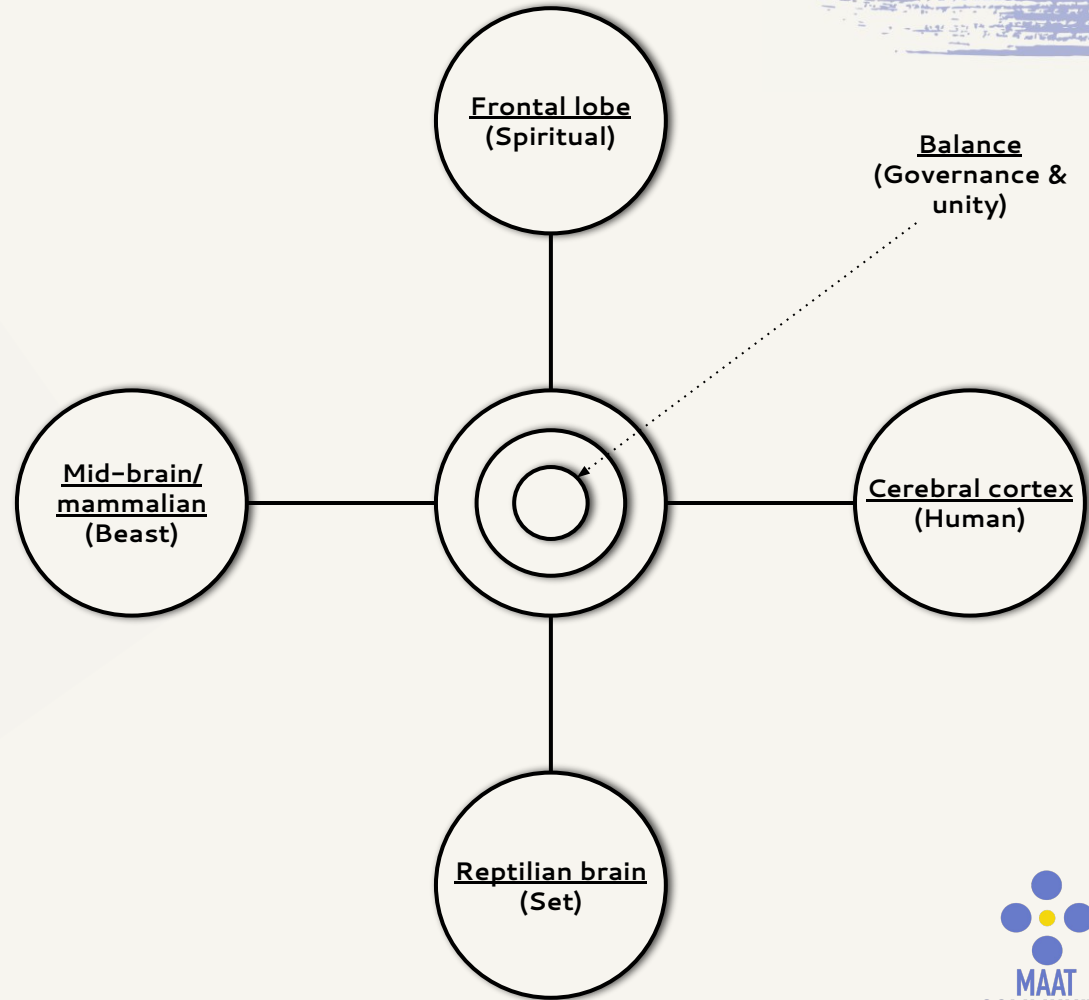 Frontal lobe
(Spiritual)
Balance
(Governance &
unity)
Mid-brain/
mammalian
(Beast)
Cerebral cortex
(Human)
Reptilian brain
(Set)
MAAT